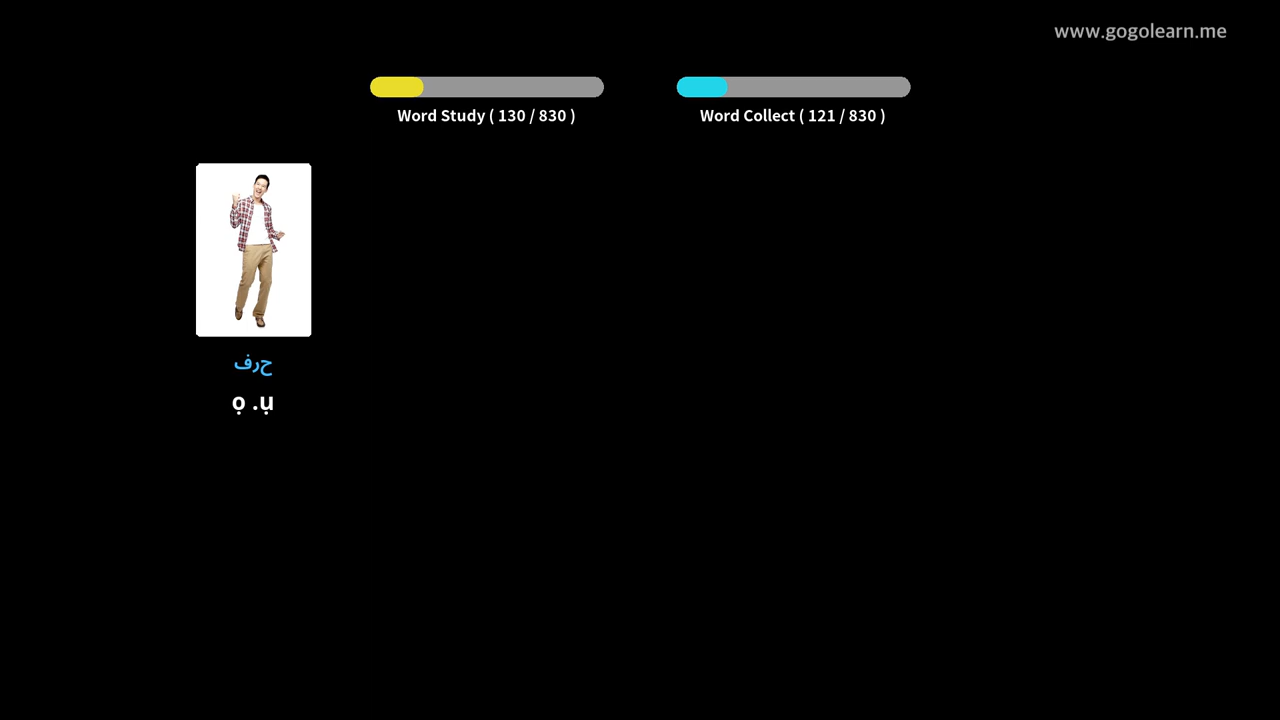 www.gogolearn.me
Word Study ( 130 / 830 )
Word Collect ( 121 / 830 )
حرف
ọ .ụ